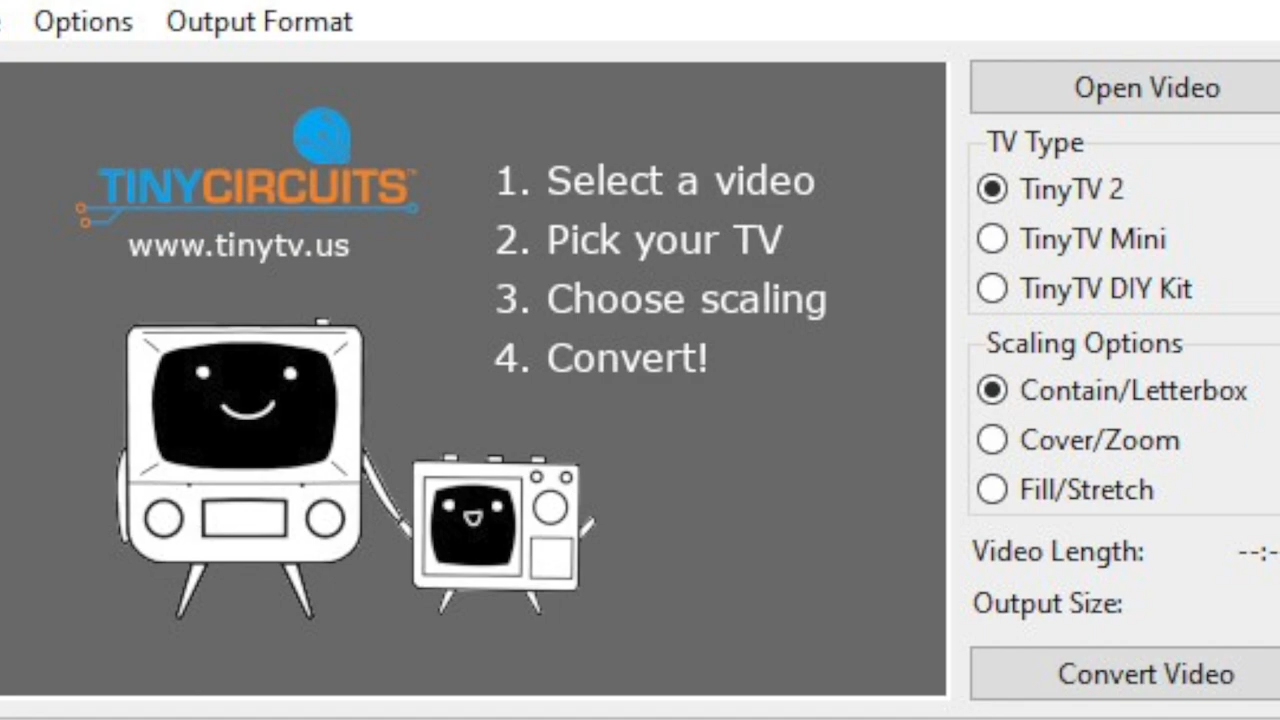 Options Output Format
TINYCIRCUITS™
www.tinytv.us
1. Select a video
2. Pick your TV
3. Choose scaling
4. Convert!
Open Video
TV Type
TinyTV 2
TinyTV Mini
TinyTV DIY Kit
Scaling Options
Contain/Letterbox
Cover/Zoom
Fill/Stretch
Video Length: --:-
Output Size:
Convert Video